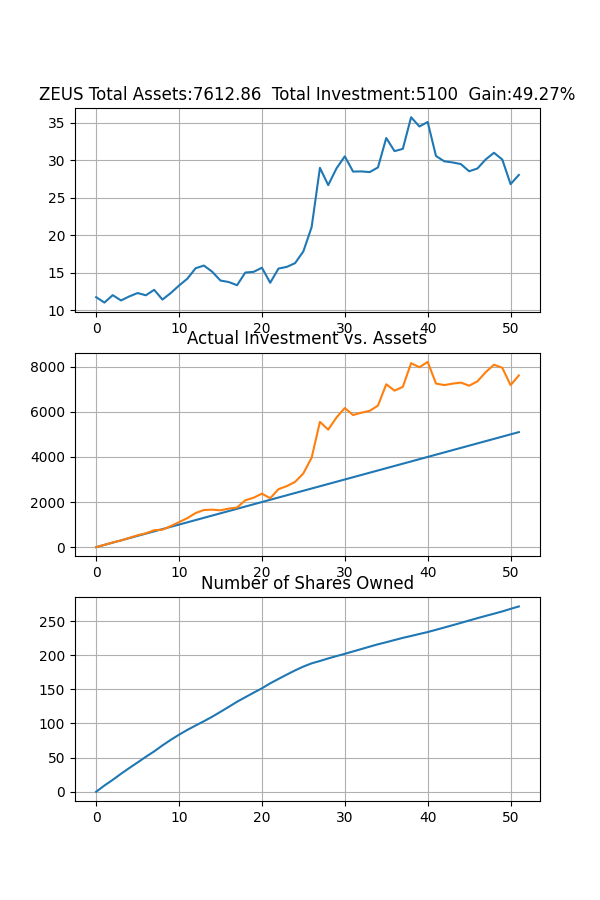 ZEUS Total Assets:7612.86  Total Investment:5100  Gain:49.27%
35
30
25
20
15
10
0 10 20 30 40 50
Actual Investment vs. Assets
8000
6000
4000
2000
0
0 10 20 30 40 50
Number of Shares Owned
250
200
150
100
50
0
0 10 20 30 40 50